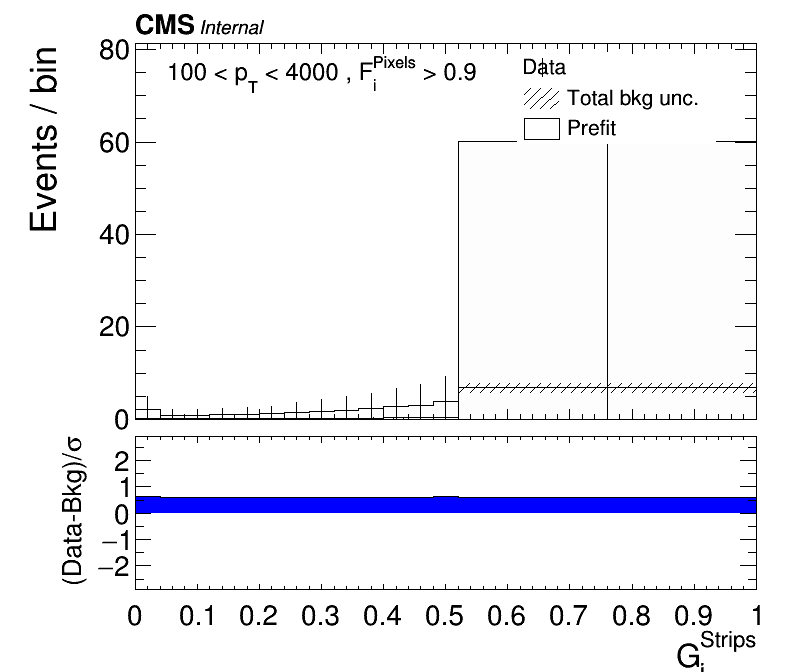 CMS Internal
80
60
40
20
0
Events / bin
100 < p_T < 4000 , F_i^Pixels > 0.9
Data
Total bkg unc.
Prefit
(Data-Bkg)/σ
2
1
0
−1
−2
0 0.1 0.2 0.3 0.4 0.5 0.6 0.7 0.8 0.9 1
G_i^Strips